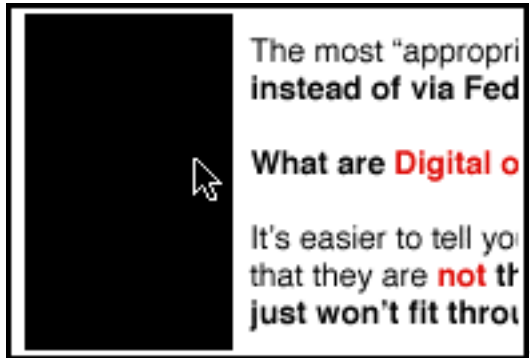 The most “appropri
instead of via Fed
What are Digital o
It's easier to tell yo
that they are not th
just won't fit throu